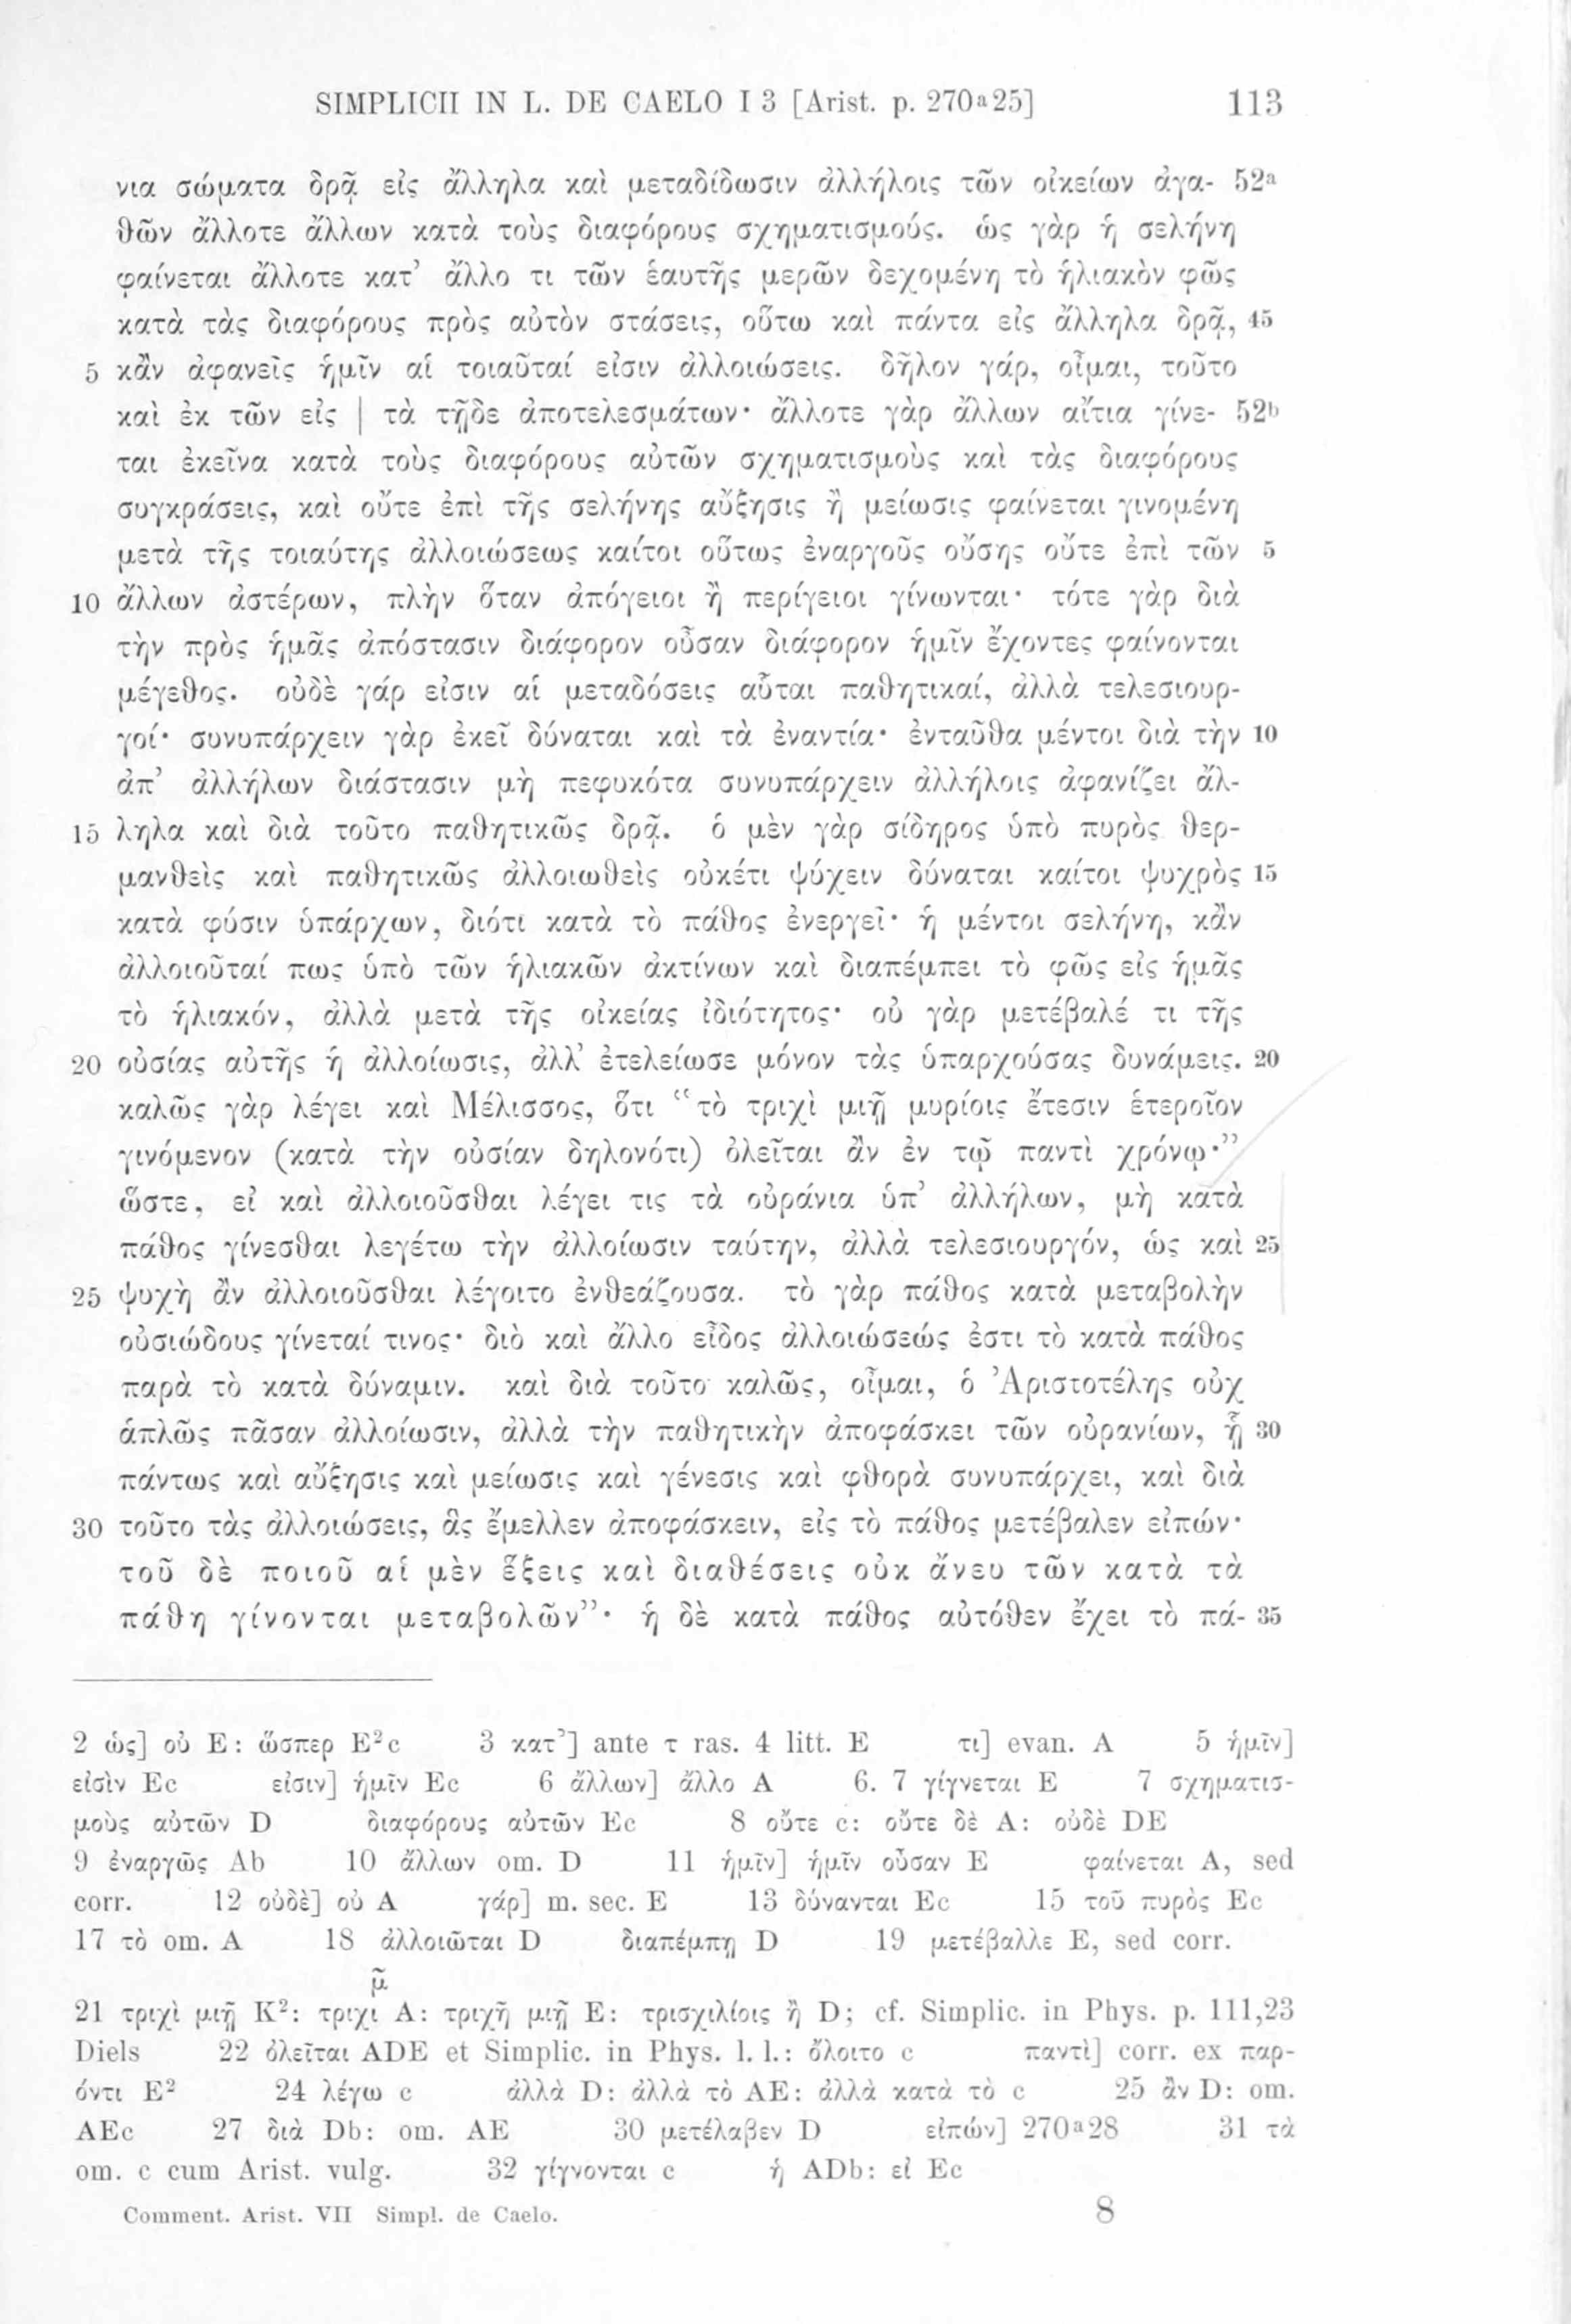 SIMPLICII IN L. DE CAELO I 3 [Arist. p. 270ᵃ25] 113
νια σώματα δρᾷ εἰς ἄλληλα καὶ μεταδίδωσιν ἀλλήλοις τῶν οἰκείων ἀγα- 52ᵃ
θῶν ἄλλοτε ἄλλων κατὰ τοὺς διαφόρους σχηματισμούς. ὡς γὰρ ἡ σελήνη
φαίνεται ἄλλοτε κατ’ ἄλλο τι τῶν ἑαυτῆς μερῶν δεχομένη τὸ ἡλιακὸν φῶς
κατὰ τὰς διαφόρους πρὸς αὐτὸν στάσεις, οὕτω καὶ πάντα εἰς ἄλληλα δρᾷ, 45
5 κἂν ἀφανεῖς ἡμῖν αἱ τοιαῦταί εἰσιν ἀλλοιώσεις. δῆλον γάρ, οἶμαι, τοῦτο
καὶ ἐκ τῶν εἰς | τὰ τῇδε ἀποτελεσμάτων· ἄλλοτε γὰρ ἄλλων αἴτια γίνε- 52ᵇ
ται ἐκεῖνα κατὰ τοὺς διαφόρους αὐτῶν σχηματισμοὺς καὶ τὰς διαφόρους
συγκράσεις, καὶ οὔτε ἐπὶ τῆς σελήνης αὔξησις ἢ μείωσις φαίνεται γινομένη
μετὰ τῆς τοιαύτης ἀλλοιώσεως καίτοι οὕτως ἐναργοῦς οὔσης οὔτε ἐπὶ τῶν 5
10 ἄλλων ἀστέρων, πλὴν ὅταν ἀπόγειοι ἢ περίγειοι γίνωνται· τότε γὰρ διὰ
τὴν πρὸς ἡμᾶς ἀπόστασιν διάφορον οὖσαν διάφορον ἡμῖν ἔχοντες φαίνονται
μέγεθος. οὐδὲ γάρ εἰσιν αἱ μεταδόσεις αὗται παθητικαί, ἀλλὰ τελεσιουρ-
γοί· συνυπάρχειν γὰρ ἐκεῖ δύναται καὶ τὰ ἐναντία· ἐνταῦθα μέντοι διὰ τὴν 10
ἀπ’ ἀλλήλων διάστασιν μὴ πεφυκότα συνυπάρχειν ἀλλήλοις ἀφανίζει ἄλ-
15 ληλα καὶ διὰ τοῦτο παθητικῶς δρᾷ. ὁ μὲν γὰρ σίδηρος ὑπὸ πυρὸς θερ-
μανθεὶς καὶ παθητικῶς ἀλλοιωθεὶς οὐκέτι ψύχειν δύναται καίτοι ψυχρὸς 15
κατὰ φύσιν ὑπάρχων, διότι κατὰ τὸ πάθος ἐνεργεῖ· ἡ μέντοι σελήνη, κἂν
ἀλλοιοῦταί πως ὑπὸ τῶν ἡλιακῶν ἀκτίνων καὶ διαπέμπει τὸ φῶς εἰς ἡμᾶς
τὸ ἡλιακόν, ἀλλὰ μετὰ τῆς οἰκείας ἰδιότητος· οὐ γὰρ μετέβαλέ τι τῆς
20 οὐσίας αὐτῆς ἡ ἀλλοίωσις, ἀλλ’ ἐτελείωσε μόνον τὰς ὑπαρχούσας δυνάμεις. 20
καλῶς γὰρ λέγει καὶ Μέλισσος, ὅτι “τὸ τριχὶ μιῇ μυρίοις ἔτεσιν ἑτεροῖον
γινόμενον (κατὰ τὴν οὐσίαν δηλονότι) ὀλεῖται ἂν ἐν τῷ παντὶ χρόνῳ·”
ὥστε, εἰ καὶ ἀλλοιοῦσθαι λέγει τις τὰ οὐράνια ὑπ’ ἀλλήλων, μὴ κατὰ
πάθος γίνεσθαι λεγέτω τὴν ἀλλοίωσιν ταύτην, ἀλλὰ τελεσιουργόν, ὡς καὶ 25
25 ψυχὴ ἂν ἀλλοιοῦσθαι λέγοιτο ἐνθεάζουσα. τὸ γὰρ πάθος κατὰ μεταβολὴν
οὐσιώδους γίνεταί τινος· διὸ καὶ ἄλλο εἶδος ἀλλοιώσεώς ἐστι τὸ κατὰ πάθος
παρὰ τὸ κατὰ δύναμιν. καὶ διὰ τοῦτο καλῶς, οἶμαι, ὁ Ἀριστοτέλης οὐχ
ἁπλῶς πᾶσαν ἀλλοίωσιν, ἀλλὰ τὴν παθητικὴν ἀποφάσκει τῶν οὐρανίων, ᾗ 30
πάντως καὶ αὔξησις καὶ μείωσις καὶ γένεσις καὶ φθορὰ συνυπάρχει, καὶ διὰ
30 τοῦτο τὰς ἀλλοιώσεις, ἃς ἔμελλεν ἀποφάσκειν, εἰς τὸ πάθος μετέβαλεν εἰπών·
τοῦ δὲ ποιοῦ αἱ μὲν ἕξεις καὶ διαθέσεις οὐκ ἄνευ τῶν κατὰ τὰ
πάθη γίνονται μεταβολῶν”· ἡ δὲ κατὰ πάθος αὐτόθεν ἔχει τὸ πά- 35
2 ὡς] οὐ E: ὥσπερ E²c 3 κατ’] ante τ ras. 4 litt. E τι] evan. A 5 ἡμῖν]
εἰσὶν Ec εἰσιν] ἡμῖν Ec 6 ἄλλων] ἄλλο A 6. 7 γίγνεται E 7 σχηματισ-
μοὺς αὐτῶν D διαφόρους αὐτῶν Ec 8 οὔτε c: οὔτε δὲ A: οὐδὲ DE
9 ἐναργῶς Ab 10 ἄλλων om. D 11 ἡμῖν] ἡμῖν οὖσαν E φαίνεται A, sed
corr. 12 οὐδὲ] οὐ A γάρ] m. sec. E 13 δύνανται Ec 15 τοῦ πυρὸς Ec
17 τὸ om. A 18 ἀλλοιῶται D διαπέμπῃ D 19 μετέβαλλε E, sed corr.
μ̃
21 τριχὶ μιῇ K²: τριχι A: τριχῇ μιῇ E: τρισχιλίοις ἢ D; cf. Simplic. in Phys. p. 111,23
Diels 22 ὀλεῖται ADE et Simplic. in Phys. l. l.: ὄλοιτο c παντὶ] corr. ex παρ-
όντι E² 24 λέγω c ἀλλὰ D: ἀλλὰ τὸ AE: ἀλλὰ κατὰ τὸ c 25 ἂν D: om.
AEc 27 διὰ Db: om. AE 30 μετέλαβεν D εἰπών] 270ᵃ28 31 τὰ
om. c cum Arist. vulg. 32 γίγνονται c ἡ ADb: εἰ Ec
Comment. Arist. VII Simpl. de Caelo. 8